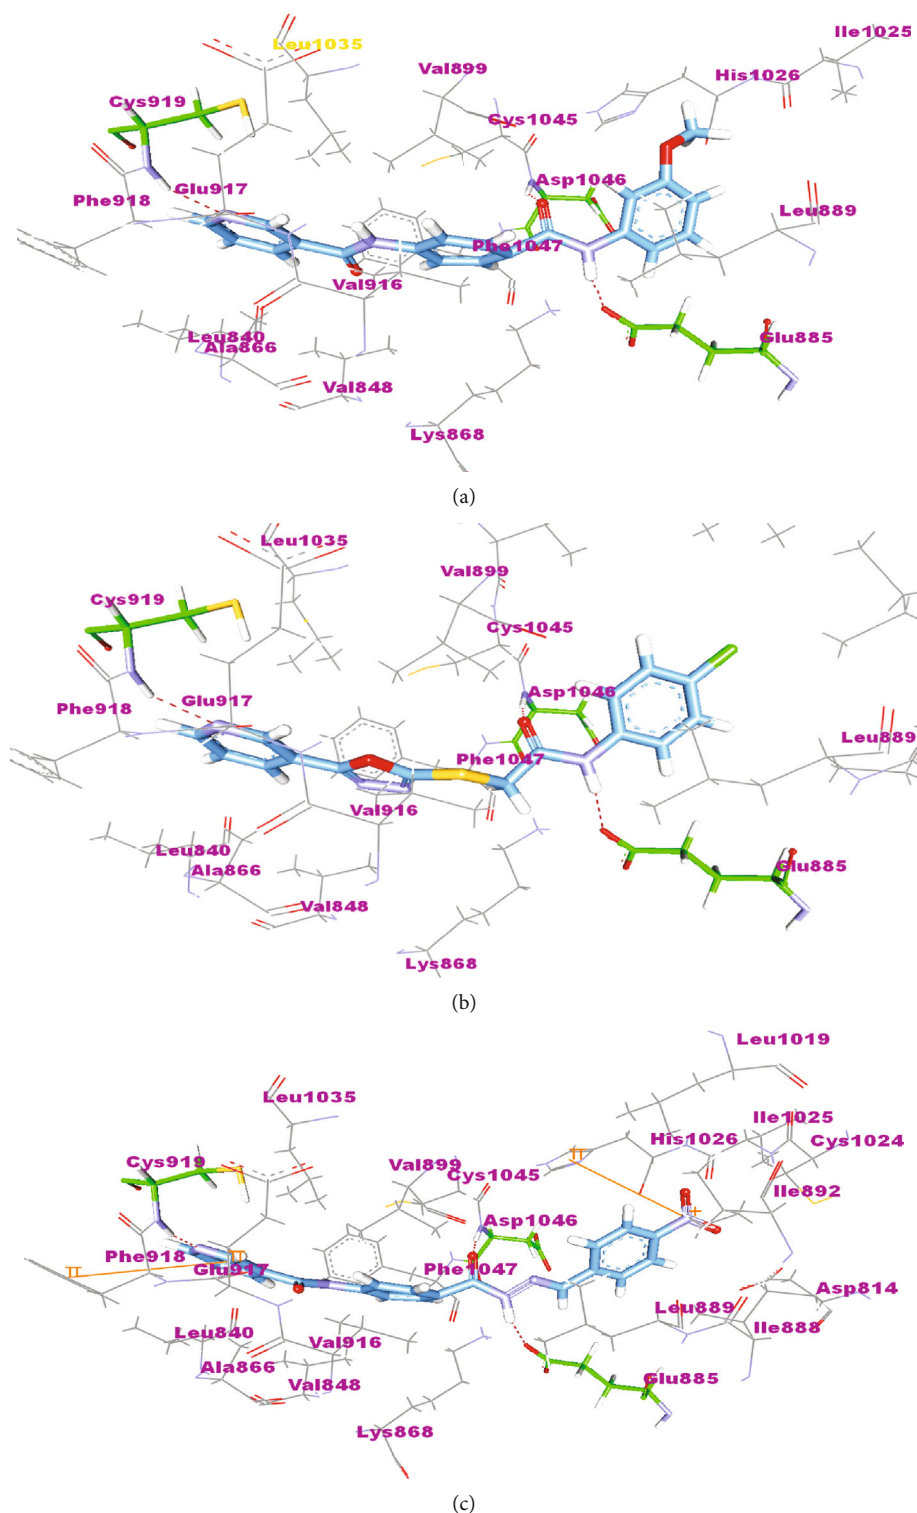 Leu1035
Ile1025
Val899
His1026
Cys919
Cys1045
Asp1046
Phe918
Glu917
Leu889
Phe1047
Val916
Leu840
Glu885
Ala866
Val848
Lys868
(a)
Leu1035
Val899
Cys919
Cys1045
Asp1046
Phe918
Glu917
Leu889
Phe1047
Val916
Leu840
Ala866
Glu885
Val848
Lys868
(b)
Leu1019
Leu1035
Ile1025
His1026
Cys1024
Cys919
Val899
Cys1045
π
Ile892
Asp1046
+
Phe918
π
π
Glu917
Phe1047
Asp814
Leu889
Leu840
Val916
Ile888
Ala866
Val848
Glu885
Lys868
(c)